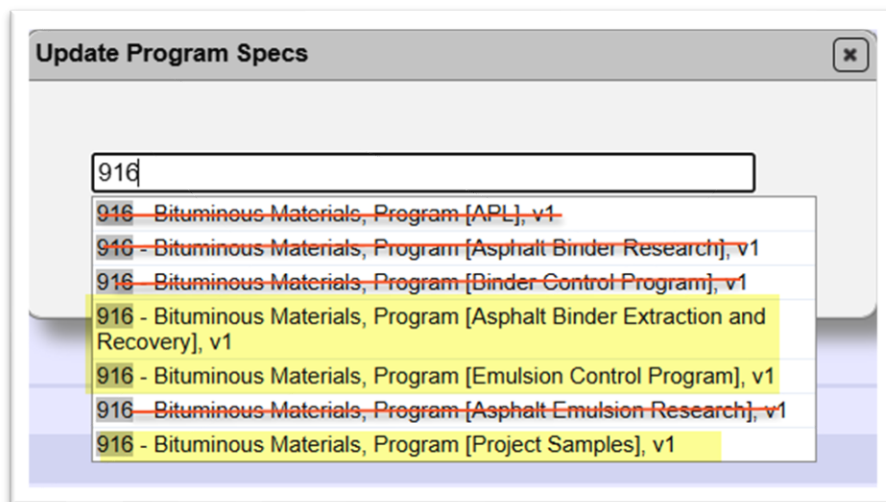 Update Program Specs
916
916 - Bituminous Materials, Program [APL], v1
916 - Bituminous Materials, Program [Asphalt Binder Research], v1
916 - Bituminous Materials, Program [Binder Control Program], v1
916 - Bituminous Materials, Program [Asphalt Binder Extraction and
Recovery], v1
916 - Bituminous Materials, Program [Emulsion Control Program], v1
916 - Bituminous Materials, Program [Asphalt Emulsion Research], v1
916 - Bituminous Materials, Program [Project Samples], v1